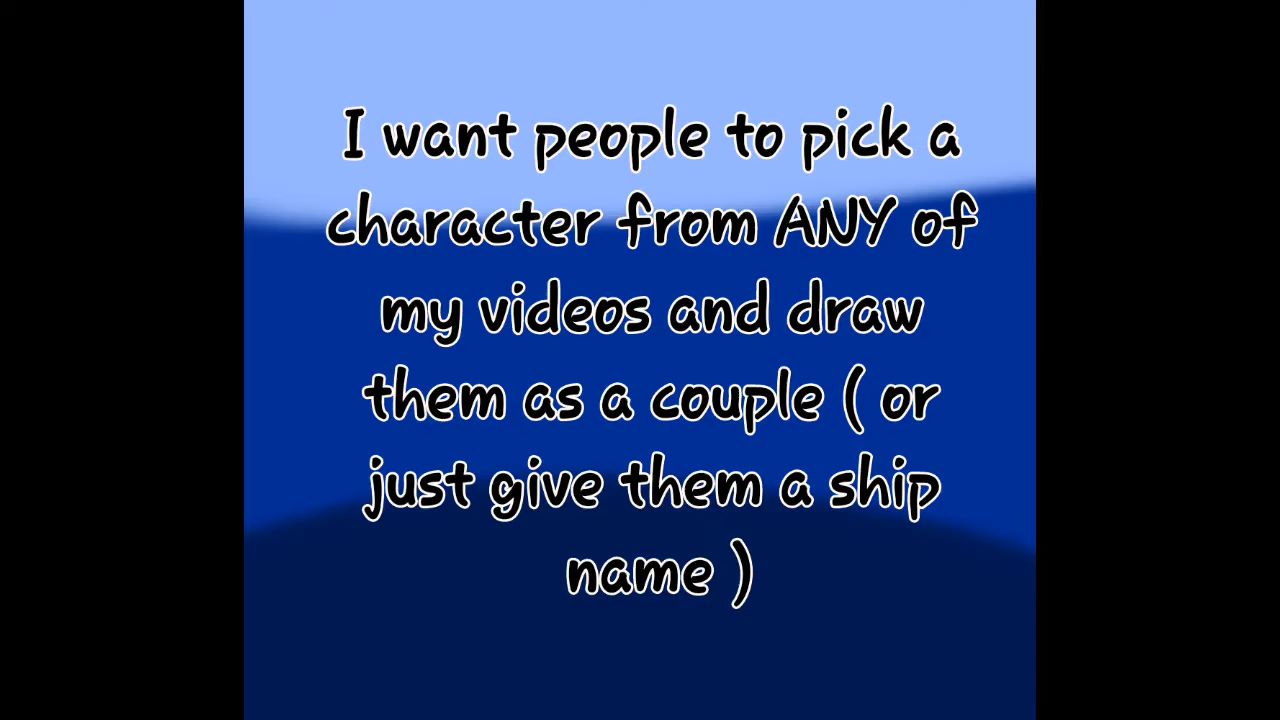 I want people to pick a
character from ANY of
my videos and draw
them as a couple ( or
just give them a ship
name )